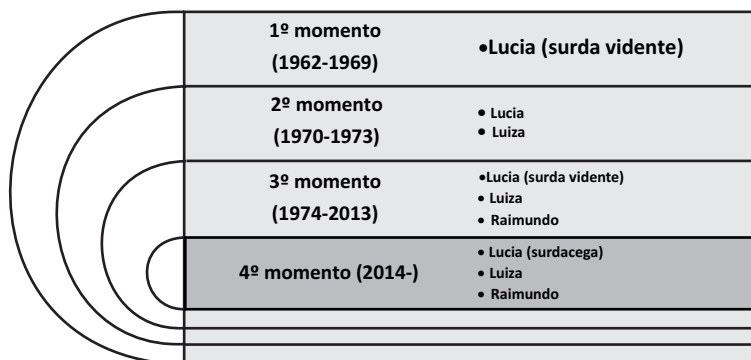 1º momento
(1962-1969)
•Lucia (surda vidente)
2º momento
(1970-1973)
• Lucia
• Luiza
3º momento
(1974-2013)
•Lucia (surda vidente)
• Luiza
• Raimundo
4º momento (2014-)
• Lucia (surdacega)
• Luiza
• Raimundo